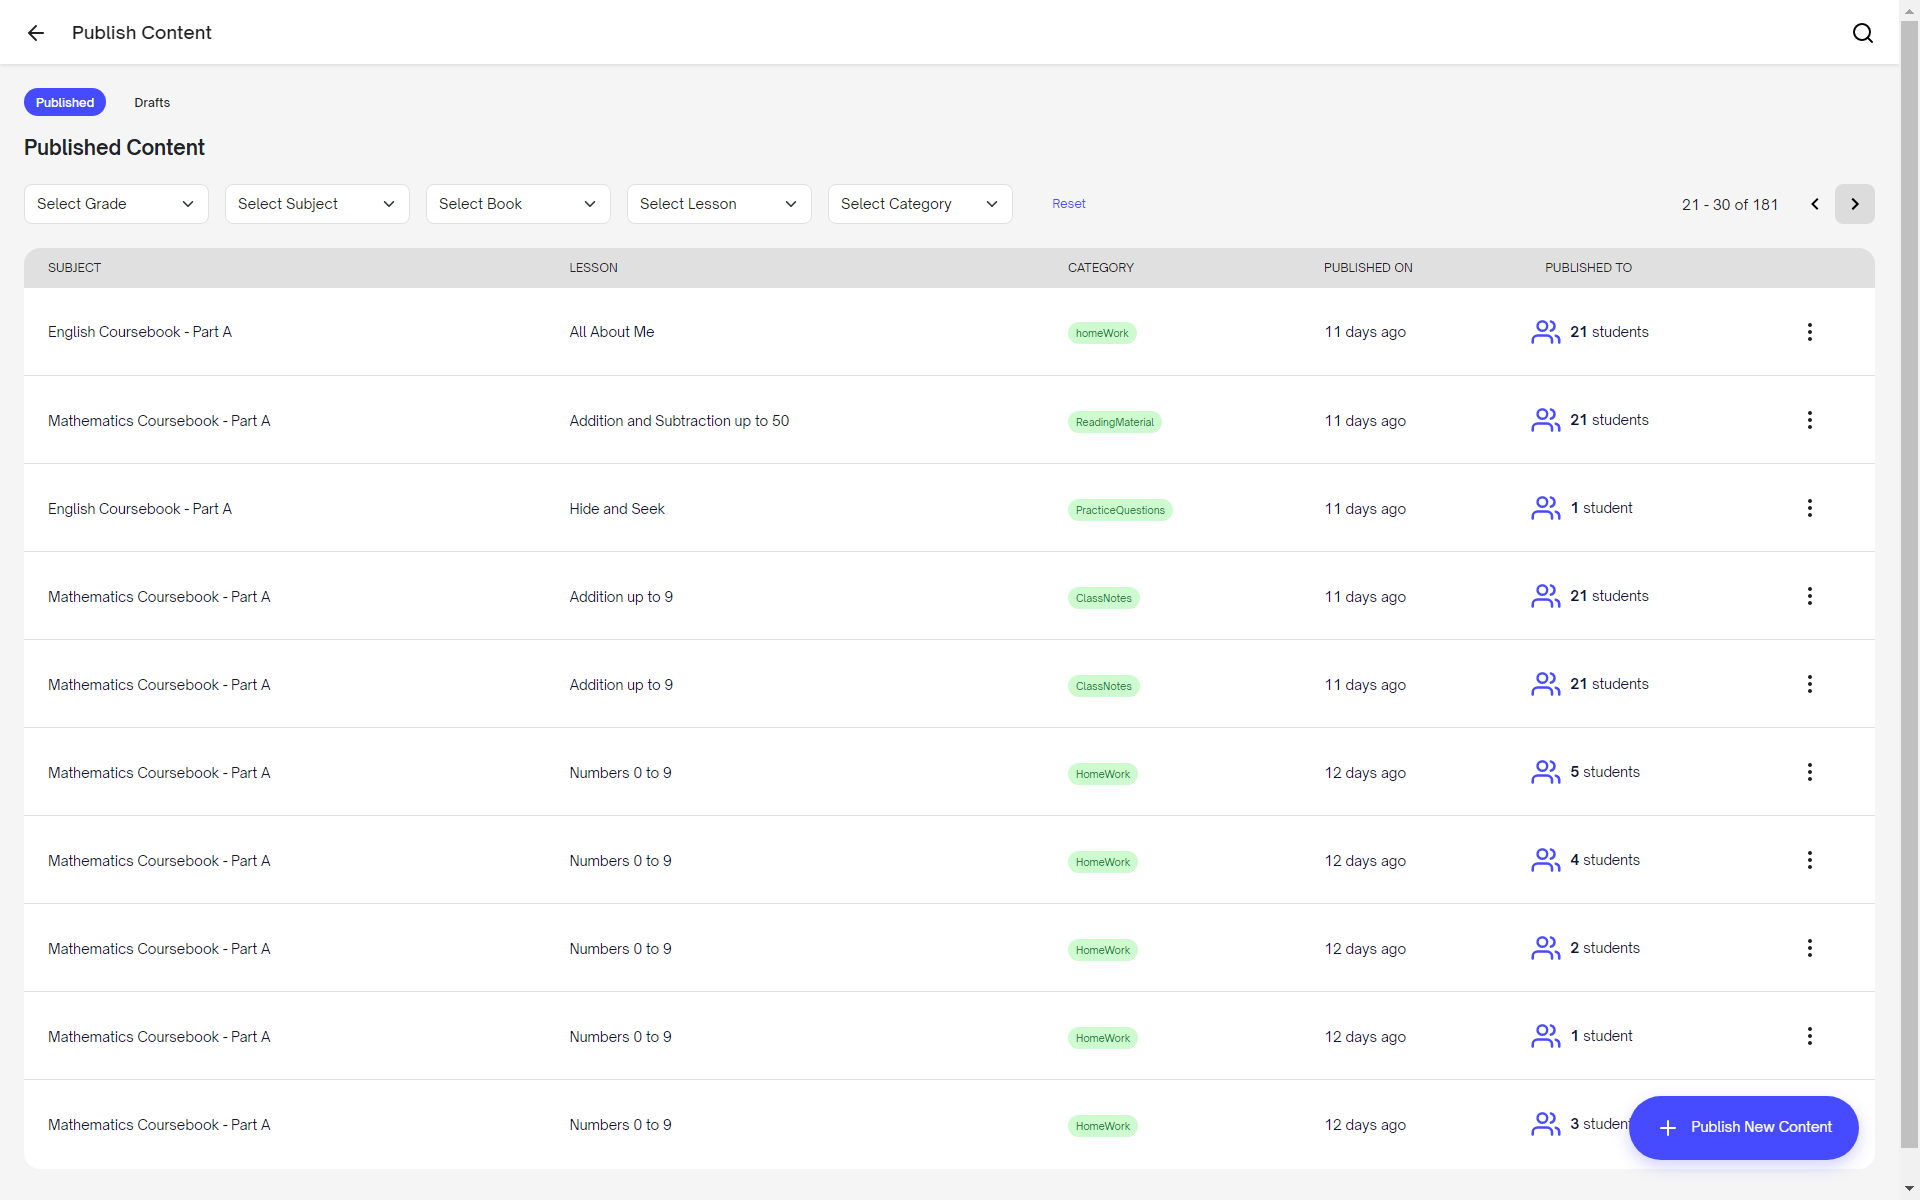 Publish Content
Published Drafts
Published Content
Select Grade Select Subject Select Book Select Lesson Select Category Reset 21 - 30 of 181
SUBJECT LESSON CATEGORY PUBLISHED ON PUBLISHED TO
English Coursebook - Part A All About Me homeWork 11 days ago 21 students
Mathematics Coursebook - Part A Addition and Subtraction up to 50 ReadingMaterial 11 days ago 21 students
English Coursebook - Part A Hide and Seek PracticeQuestions 11 days ago 1 student
Mathematics Coursebook - Part A Addition up to 9 ClassNotes 11 days ago 21 students
Mathematics Coursebook - Part A Addition up to 9 ClassNotes 11 days ago 21 students
Mathematics Coursebook - Part A Numbers 0 to 9 HomeWork 12 days ago 5 students
Mathematics Coursebook - Part A Numbers 0 to 9 HomeWork 12 days ago 4 students
Mathematics Coursebook - Part A Numbers 0 to 9 HomeWork 12 days ago 2 students
Mathematics Coursebook - Part A Numbers 0 to 9 HomeWork 12 days ago 1 student
Mathematics Coursebook - Part A Numbers 0 to 9 HomeWork 12 days ago 3 studen
Publish New Content